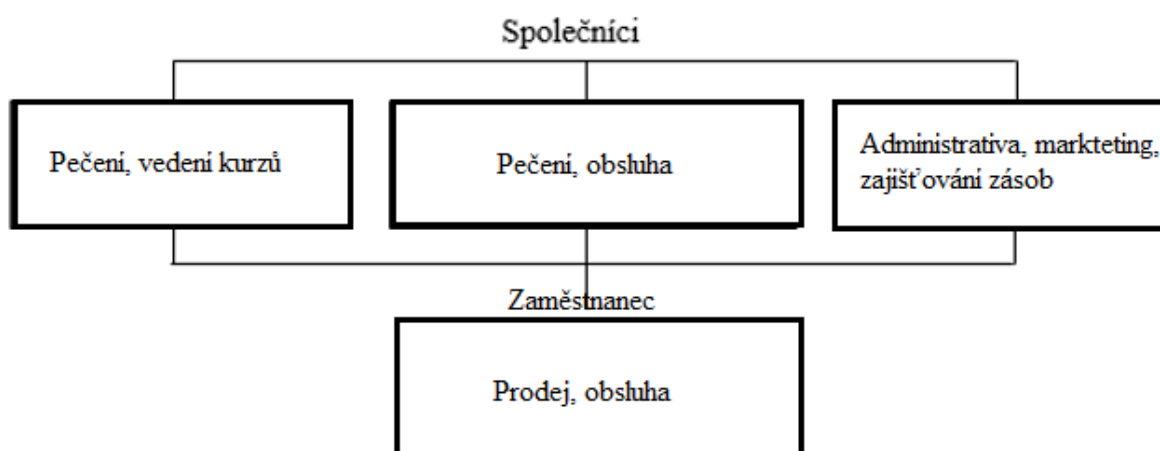 Společníci
Pečení, vedení kurzů
Pečení, obsluha
Administrativa, markteting,
zajišťování zásob
Zaměstnanec
Prodej, obsluha